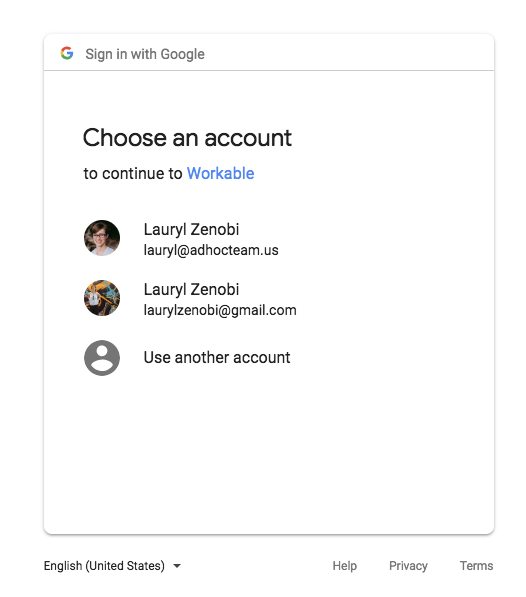 Sign in with Google
Choose an account
to continue to Workable
Lauryl Zenobi
lauryl@adhocteam.us
Lauryl Zenobi
laurylzenobi@gmail.com
Use another account
English (United States) Help Privacy Terms